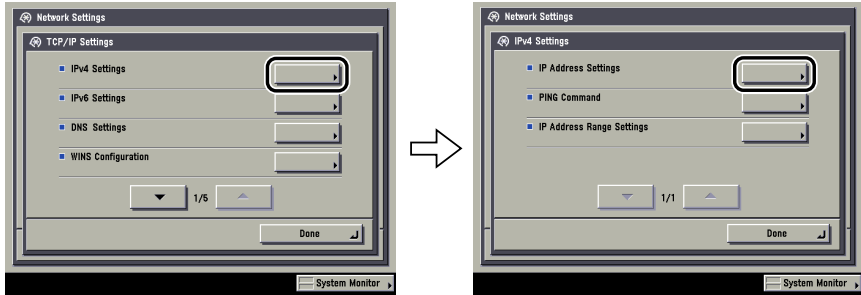 Network Settings
TCP/IP Settings
IPv4 Settings
IPv6 Settings
DNS Settings
WINS Configuration
1/5
Done
System Monitor
Network Settings
IPv4 Settings
IP Address Settings
PING Command
IP Address Range Settings
1/1
Done
System Monitor